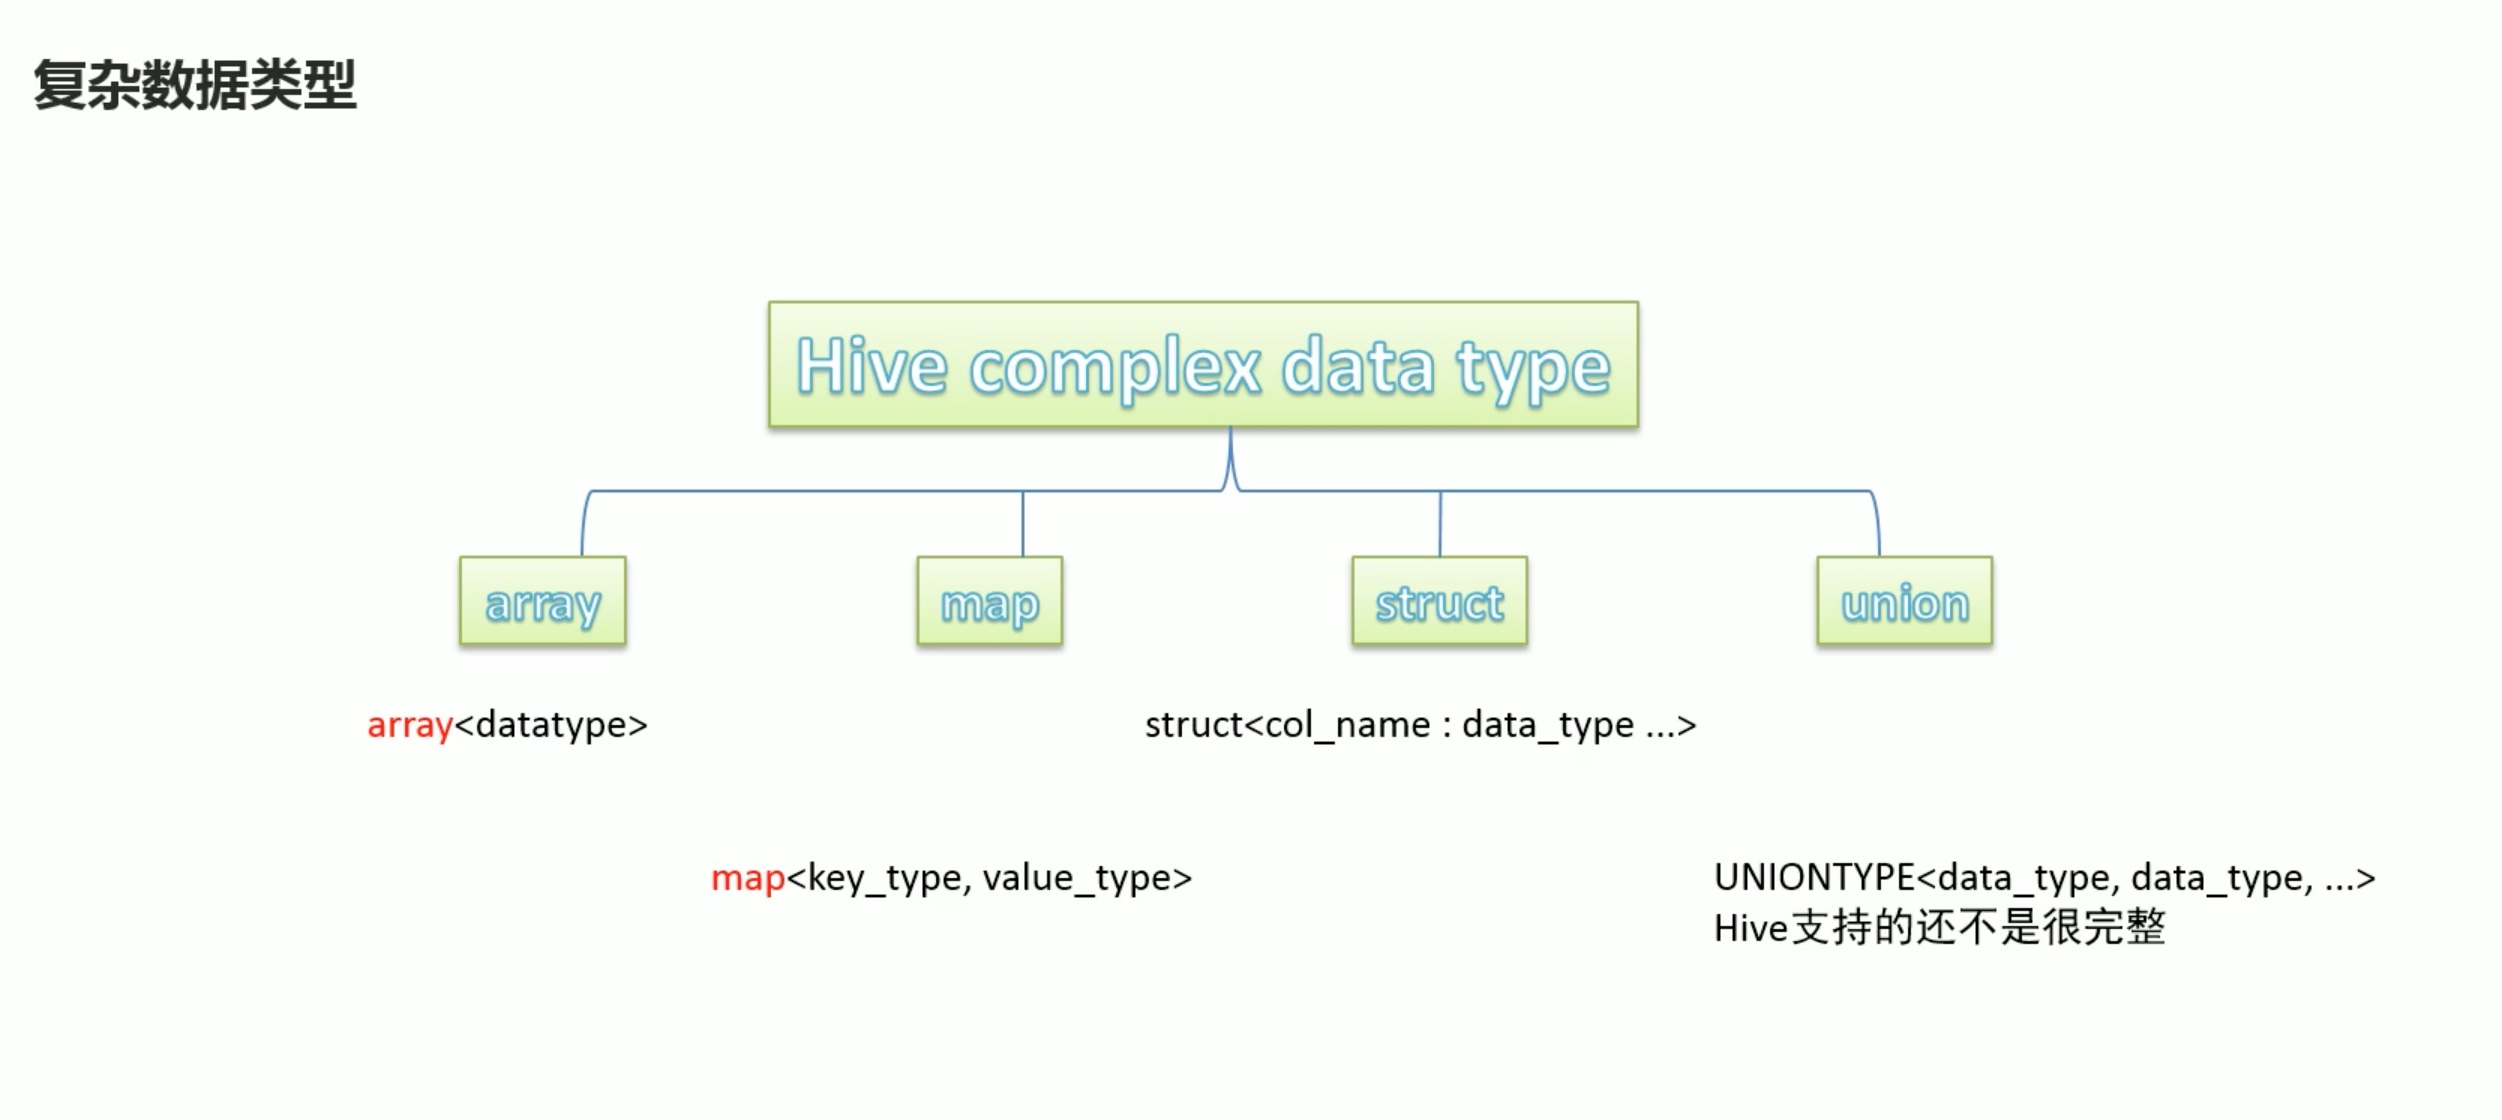 复杂数据类型
Hive complex data type
array
map
struct
union
array<datatype>
struct<col_name : data_type ...>
map<key_type, value_type>
UNIONTYPE<data_type, data_type, ...>
Hive支持的还不是很完整